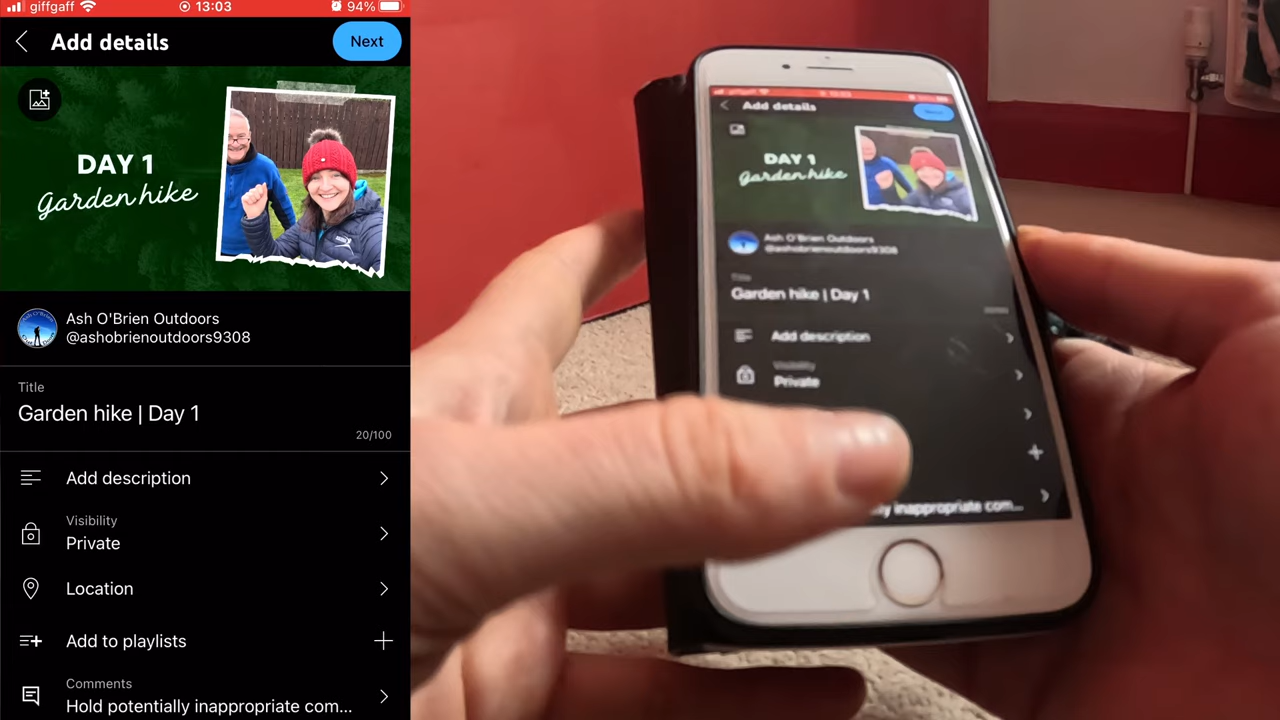 giffgaff 13:03 94%
Add details
Next
DAY 1
Garden hike
Ash O'Brien Outdoors
@ashobrienoutdoors9308
Title
Garden hike | Day 1
20/100
Add description
Visibility
Private
Location
Add to playlists
Comments
Hold potentially inappropriate com...
giffgaff
Add details
DAY 1
Garden hike
Ash O'Brien Outdoors
@ashobrienoutdoors9308
Title
Garden hike | Day 1
Add description
Visibility
Private
inappropriate com...